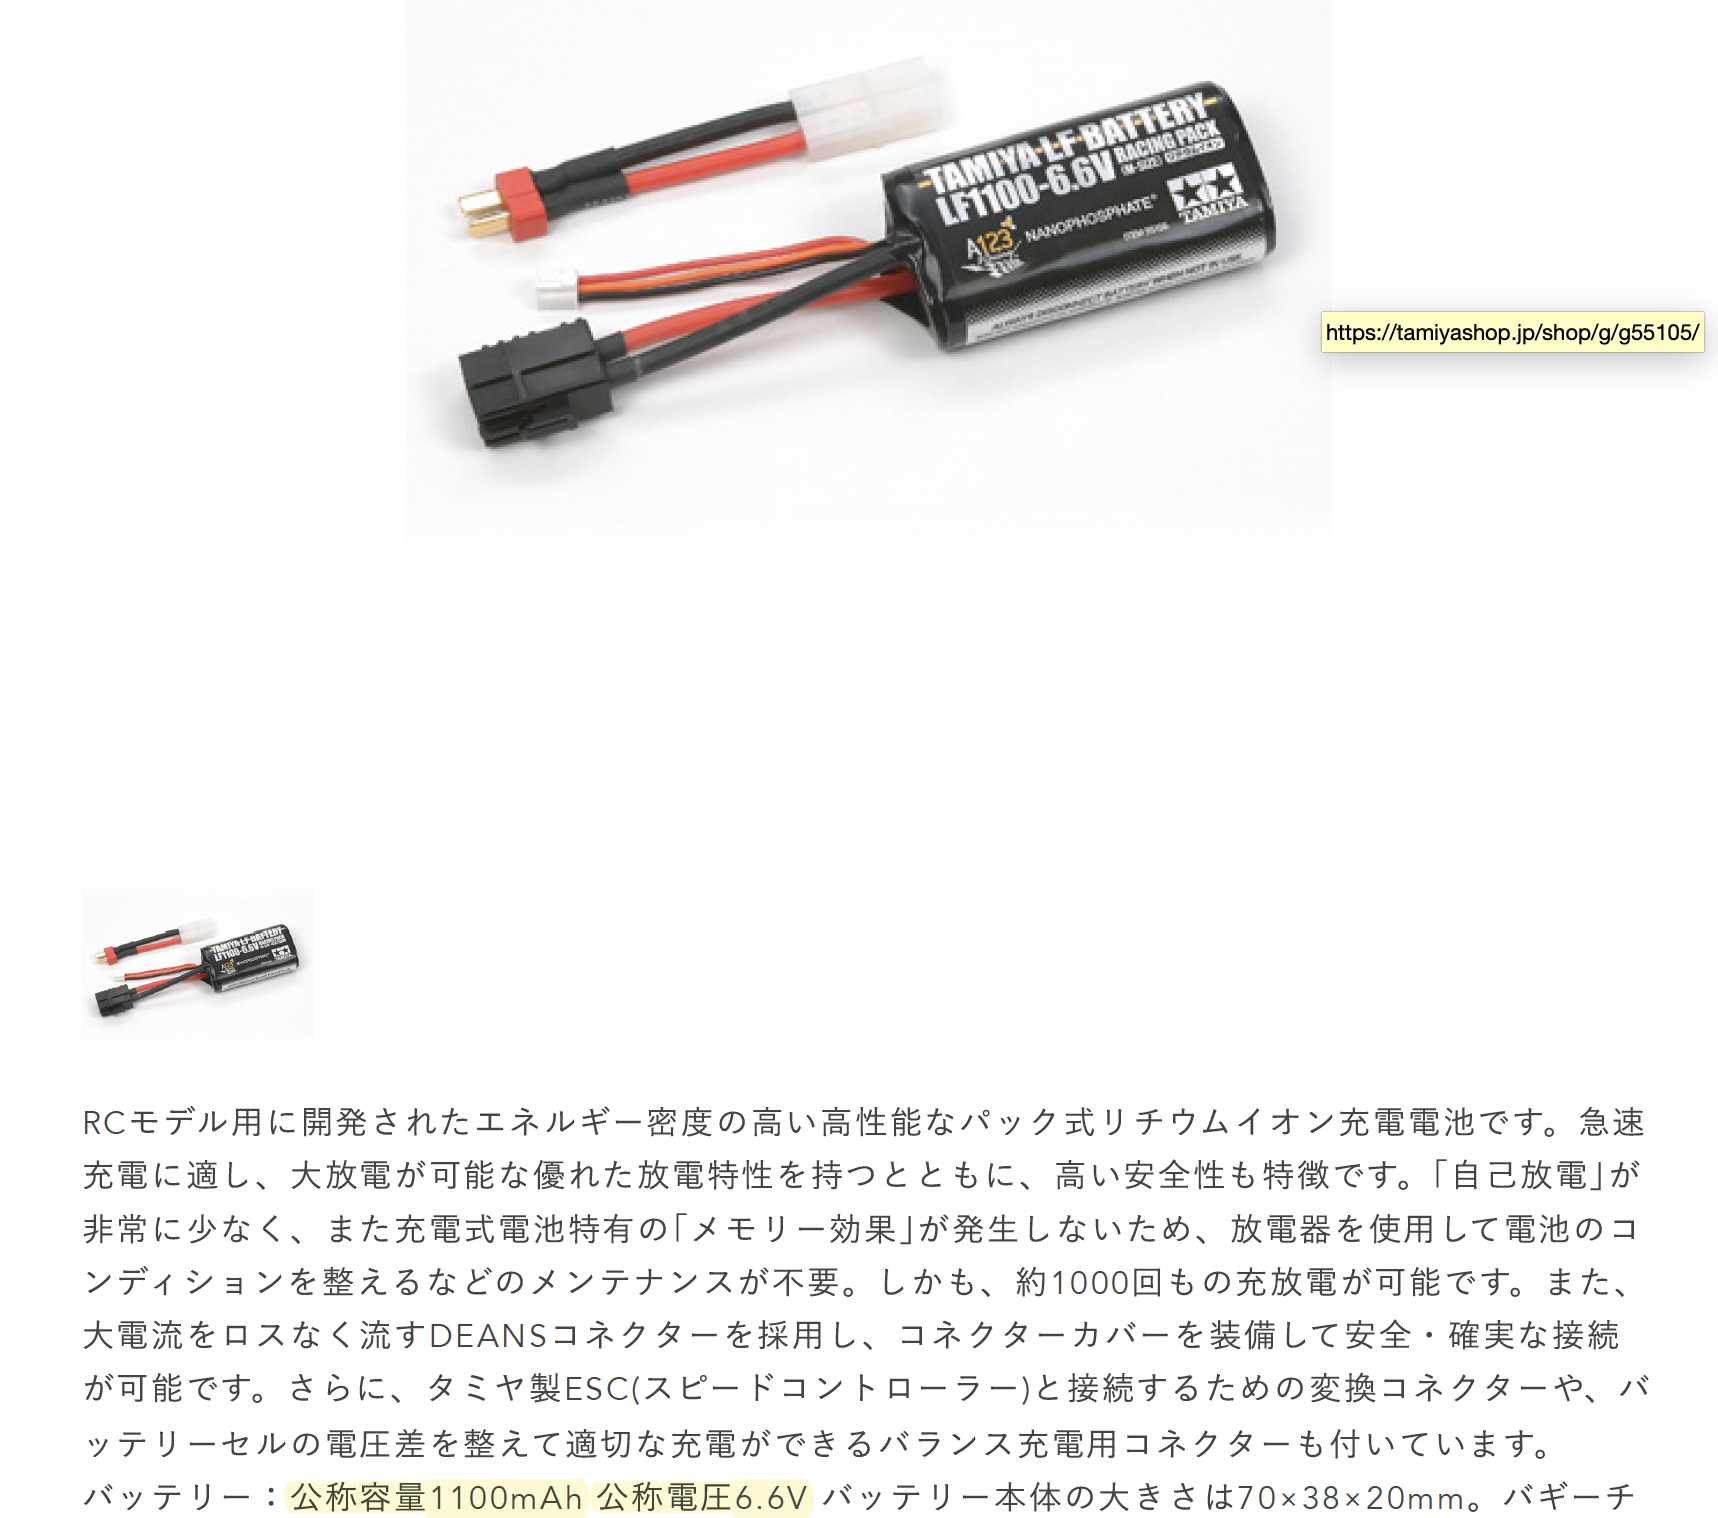 TAMIYA LF BATTERY
LF1100-6.6V RACING PACK
A123 NANOPHOSPHATE
TAMIYA
ALWAYS DISCONNECT BATTERY WHEN NOT IN USE
https://tamiyashop.jp/shop/g/g55105/
TAMIYA LF BATTERY
LF1100-6.6V RACING PACK
RCモデル用に開発されたエネルギー密度の高い高性能なパック式リチウムイオン充電電池です。急速
充電に適し、大放電が可能な優れた放電特性を持つとともに、高い安全性も特徴です。「自己放電」が
非常に少なく、また充電式電池特有の「メモリー効果」が発生しないため、放電器を使用して電池のコ
ンディションを整えるなどのメンテナンスが不要。しかも、約1000回もの充放電が可能です。また、
大電流をロスなく流すDEANSコネクターを採用し、コネクターカバーを装備して安全・確実な接続
が可能です。さらに、タミヤ製ESC(スピードコントローラー)と接続するための変換コネクターや、バ
ッテリーセルの電圧差を整えて適切な充電ができるバランス充電用コネクターも付いています。
バッテリー：公称容量1100mAh 公称電圧6.6V バッテリー本体の大きさは70×38×20mm。バギーチ